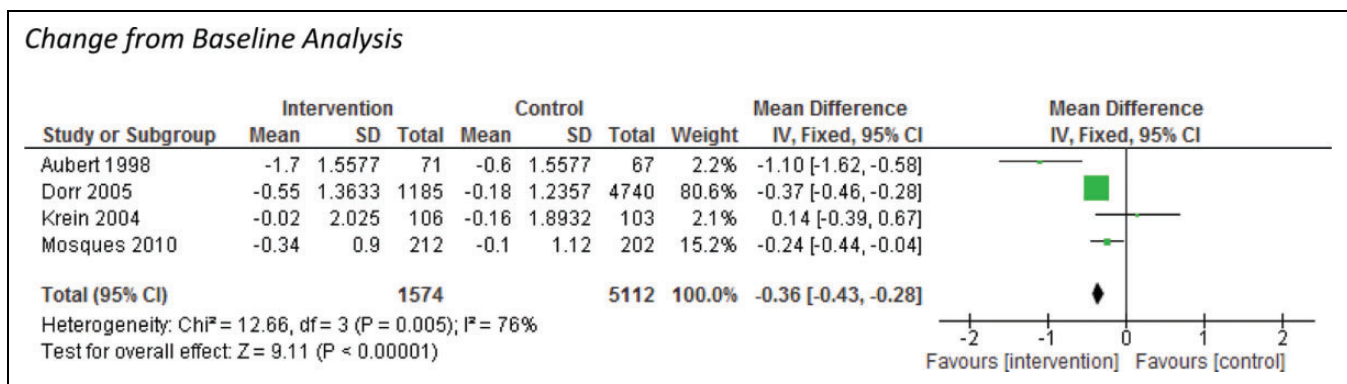 Change from Baseline Analysis
Intervention Control Mean Difference Mean Difference
Study or Subgroup Mean SD Total Mean SD Total Weight IV, Fixed, 95% CI IV, Fixed, 95% CI
Aubert 1998 -1.7 1.5577 71 -0.6 1.5577 67 2.2% -1.10 [-1.62, -0.58]
Dorr 2005 -0.55 1.3633 1185 -0.18 1.2357 4740 80.6% -0.37 [-0.46, -0.28]
Krein 2004 -0.02 2.025 106 -0.16 1.8932 103 2.1% 0.14 [-0.39, 0.67]
Mosques 2010 -0.34 0.9 212 -0.1 1.12 202 15.2% -0.24 [-0.44, -0.04]
Total (95% CI) 1574 5112 100.0% -0.36 [-0.43, -0.28]
Heterogeneity: Chi² = 12.66, df = 3 (P = 0.005); I² = 76%
Test for overall effect: Z = 9.11 (P < 0.00001)
-2 -1 0 1 2
Favours [intervention] Favours [control]